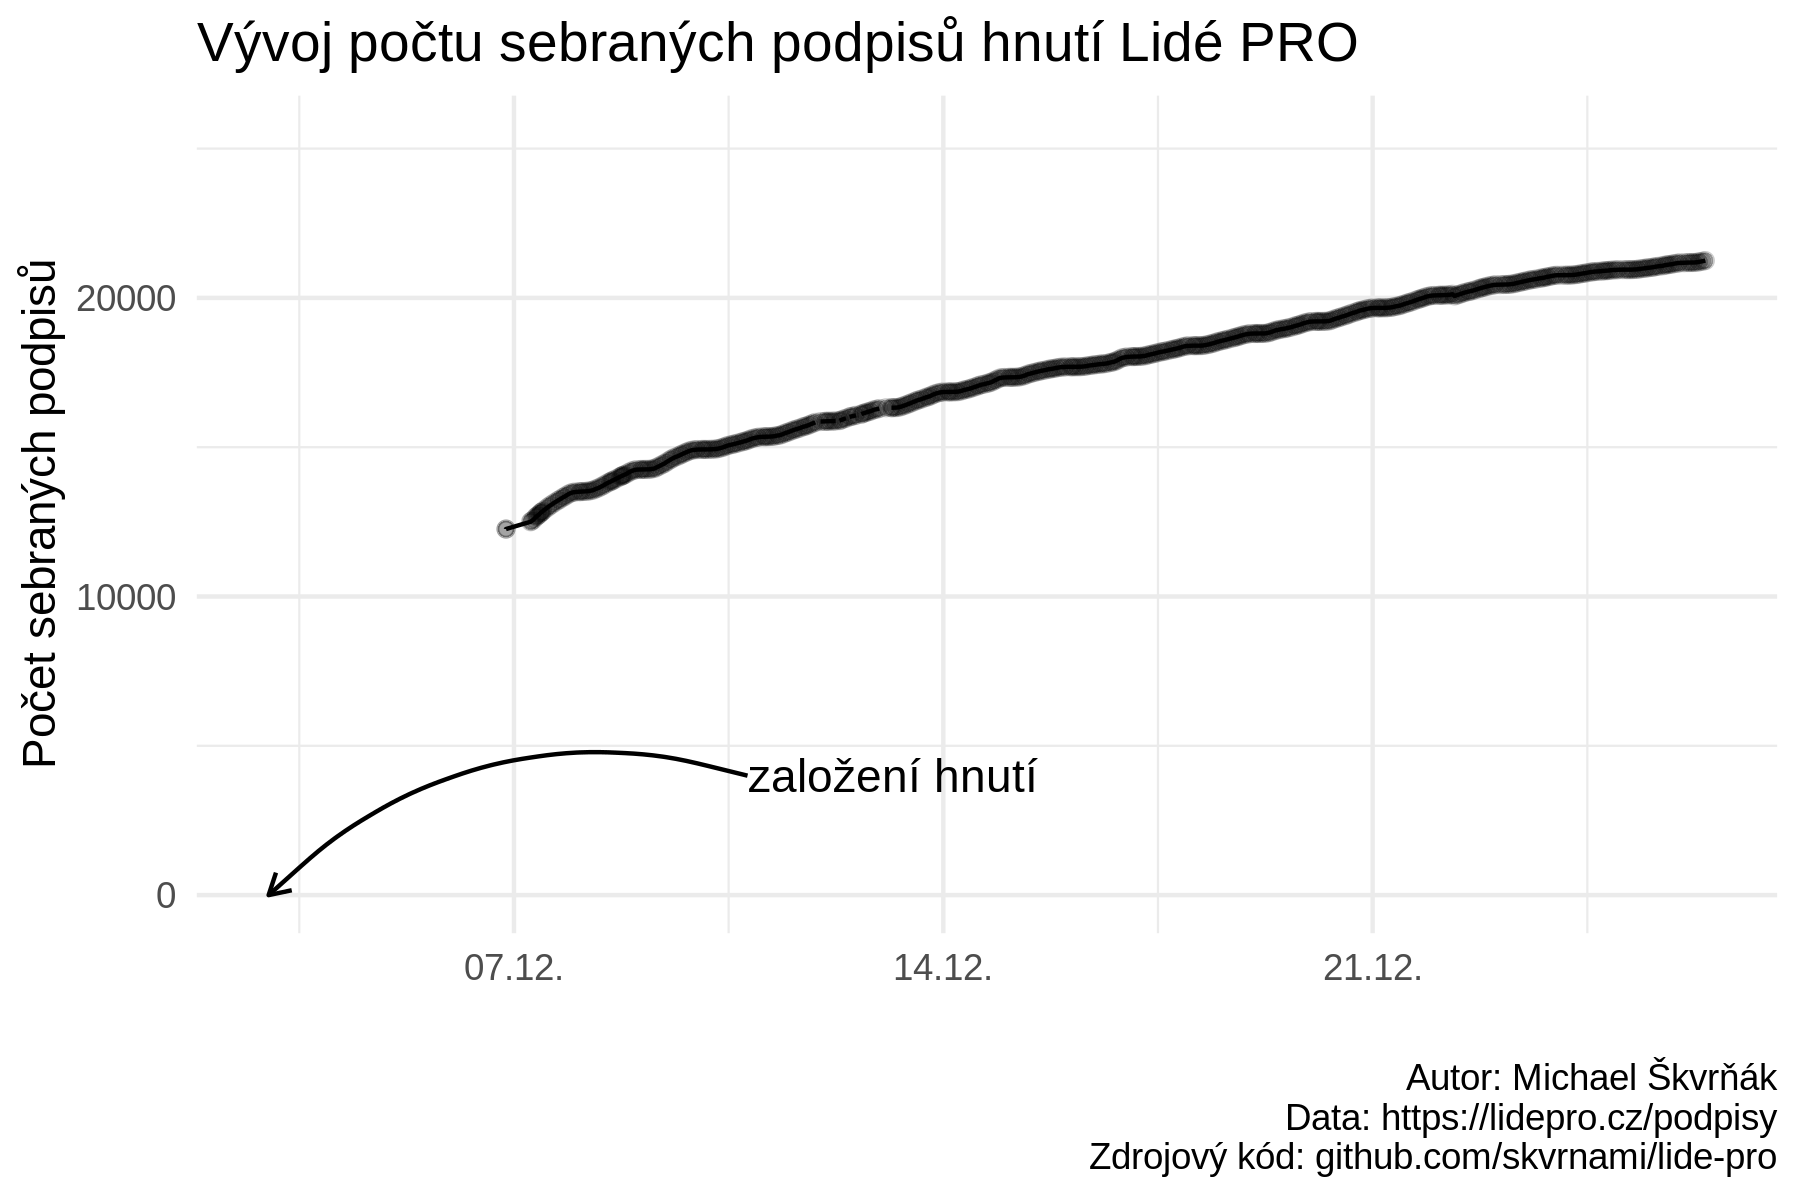 Vývoj počtu sebraných podpisů hnutí Lidé PRO
Počet sebraných podpisů
20000
10000
0
založení hnutí
07.12.
14.12.
21.12.
Autor: Michael Škvrňák
Data: https://lidepro.cz/podpisy
Zdrojový kód: github.com/skvrnami/lide-pro